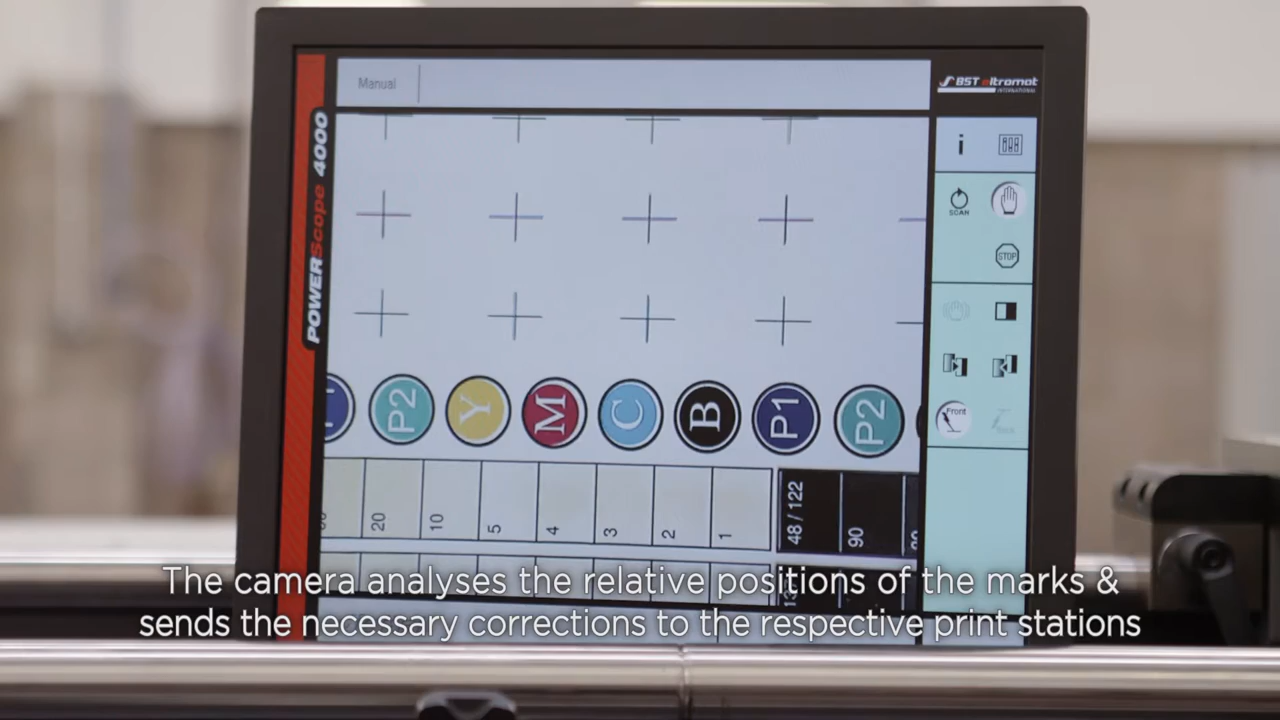 Manual
BST eltromat
INTERNATIONAL
POWERScope 4000
i
SCAN
STOP
Front
P2
Y
M
C
B
P1
P2
20
10
5
4
3
2
1
48 / 122
90
The camera analyses the relative positions of the marks &
sends the necessary corrections to the respective print stations